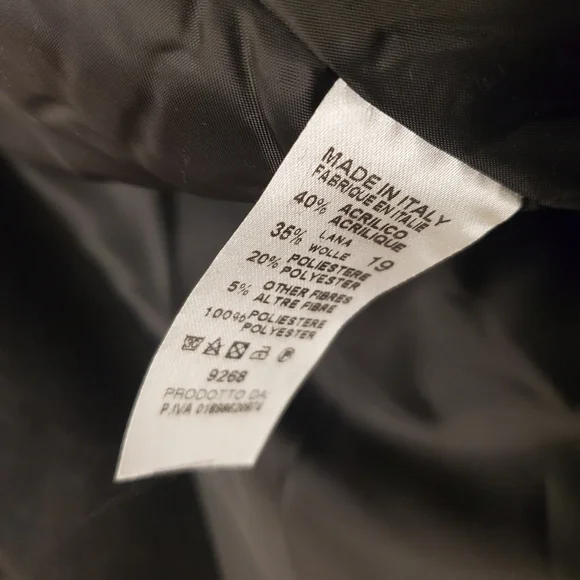 MADE IN ITALY
FABRIQUE EN ITALIE
40% ACRILICO
ACRILIQUE
35% LANA
WOLLE 19
20% POLIESTERE
POLYESTER
5% OTHER FIBRES
ALTRE FIBRE
100% POLIESTERE
POLYESTER
9268
PRODOTTO DA:
P.IVA